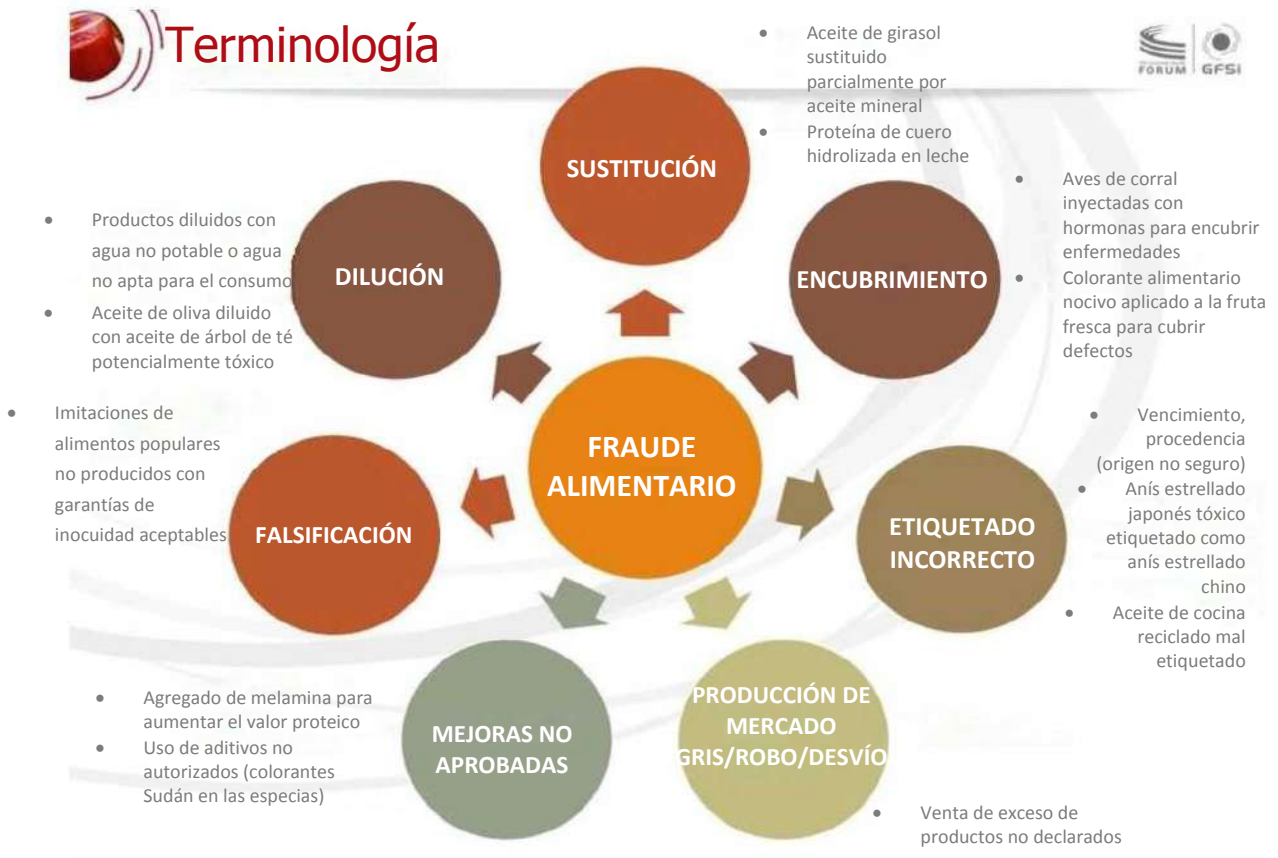 Terminología
FORUM GFSi
• Aceite de girasol
sustituido
parcialmente por
aceite mineral
• Proteína de cuero
hidrolizada en leche
SUSTITUCIÓN
• Aves de corral
inyectadas con
hormonas para encubrir
enfermedades
• Colorante alimentario
nocivo aplicado a la fruta
fresca para cubrir
defectos
ENCUBRIMIENTO
• Productos diluidos con
agua no potable o agua
no apta para el consumo
• Aceite de oliva diluido
con aceite de árbol de té
potencialmente tóxico
DILUCIÓN
FRAUDE
ALIMENTARIO
• Imitaciones de
alimentos populares
no producidos con
garantías de
inocuidad aceptables
FALSIFICACIÓN
• Vencimiento,
procedencia
(origen no seguro)
• Anís estrellado
japonés tóxico
etiquetado como
anís estrellado
chino
• Aceite de cocina
reciclado mal
etiquetado
ETIQUETADO
INCORRECTO
• Agregado de melamina para
aumentar el valor proteico
• Uso de aditivos no
autorizados (colorantes
Sudán en las especias)
MEJORAS NO
APROBADAS
PRODUCCIÓN DE
MERCADO
GRIS/ROBO/DESVÍO
• Venta de exceso de
productos no declarados